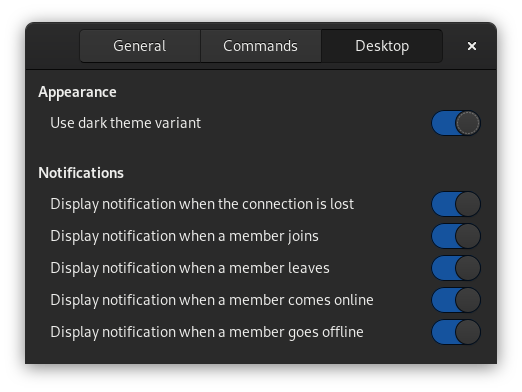 General
Commands
Desktop
Appearance
Use dark theme variant
Notifications
Display notification when the connection is lost
Display notification when a member joins
Display notification when a member leaves
Display notification when a member comes online
Display notification when a member goes offline